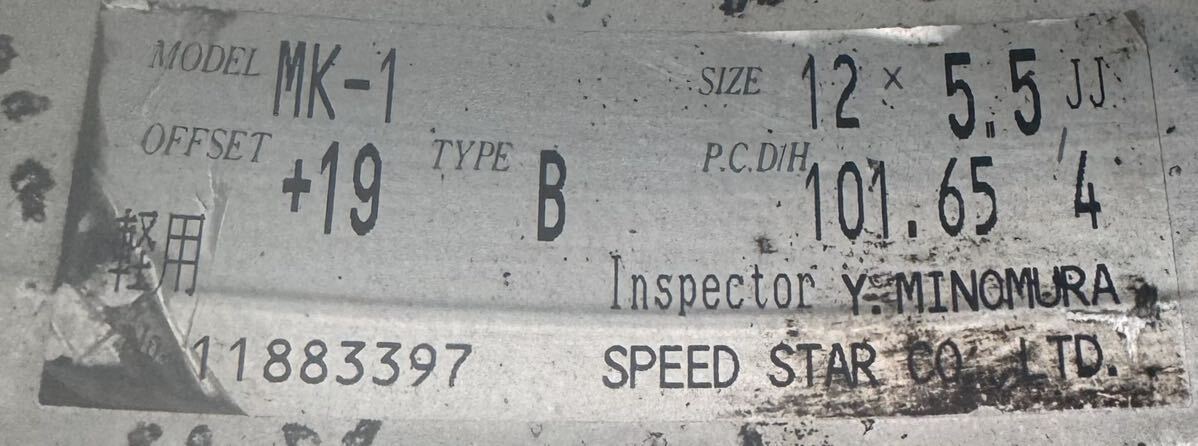 MODEL MK-1 SIZE 12 × 5.5 JJ
OFFSET +19 TYPE B P.C.D/H 101.65 4
軽用
Inspector Y.MINOMURA
No. 11883397 SPEED STAR CO., LTD.